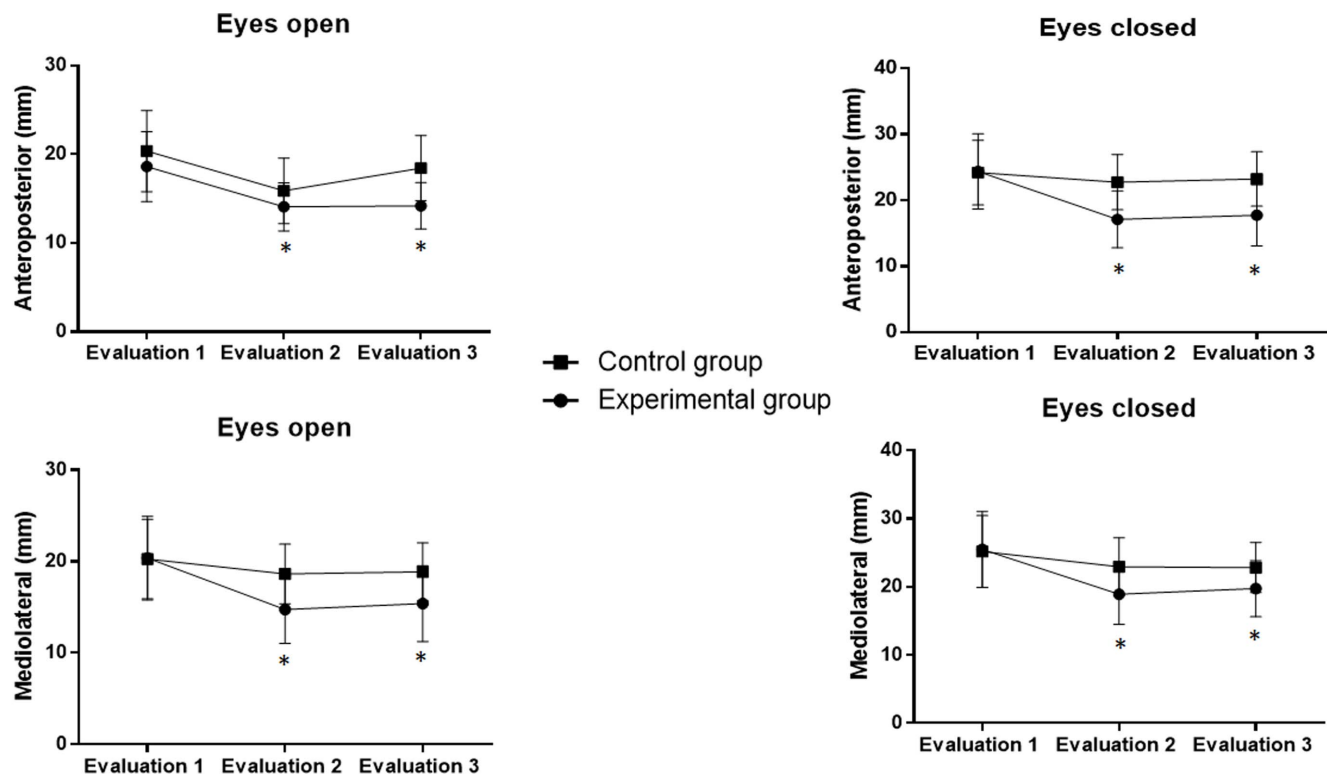 Eyes open
Anteroposterior (mm)
30
20
10
0
Evaluation 1 Evaluation 2 Evaluation 3
*
*
Eyes closed
Anteroposterior (mm)
40
30
20
10
0
Evaluation 1 Evaluation 2 Evaluation 3
*
*
Control group
Experimental group
Eyes open
Mediolateral (mm)
30
20
10
0
Evaluation 1 Evaluation 2 Evaluation 3
*
*
Eyes closed
Mediolateral (mm)
40
30
20
10
0
Evaluation 1 Evaluation 2 Evaluation 3
*
*